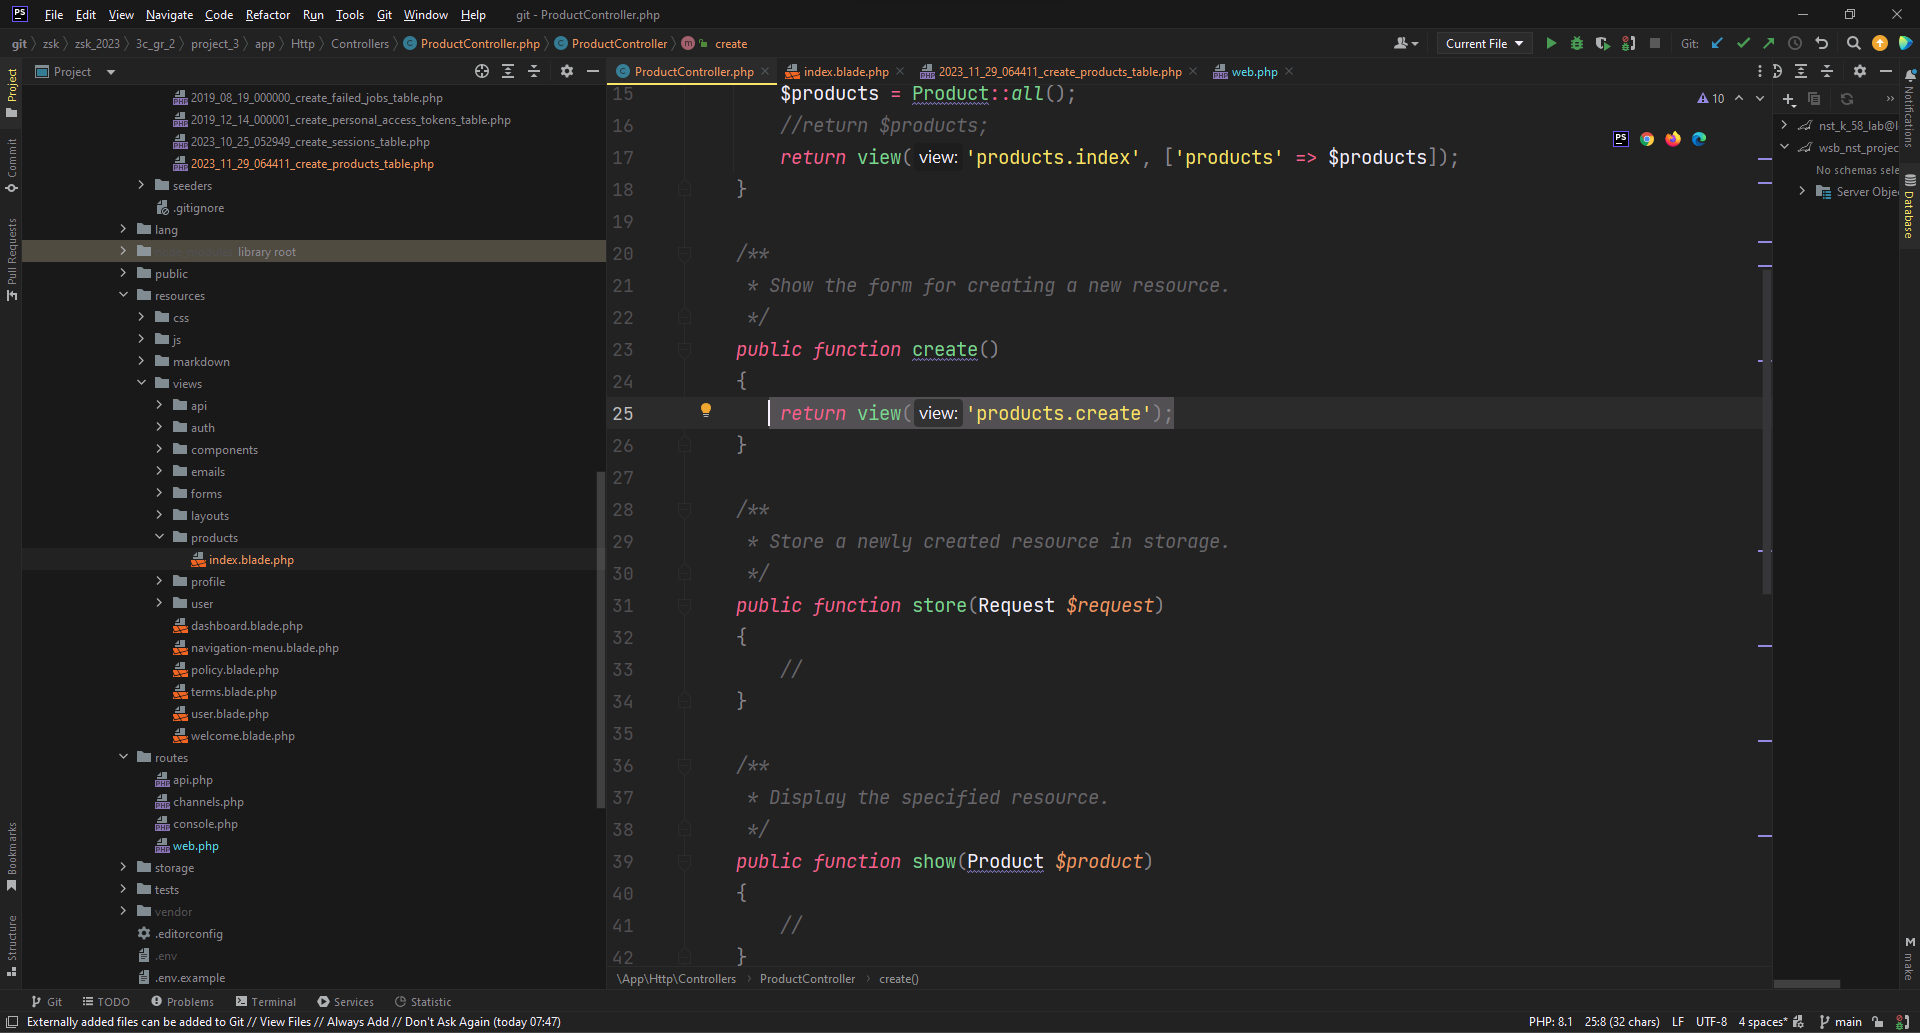 PS File Edit View Navigate Code Refactor Run Tools Git Window Help git - ProductController.php
git zsk zsk_2023 3c_gr_2 project_3 app Http Controllers ProductController.php ProductController create Current File Git:
Project ProductController.php index.blade.php 2023_11_29_064411_create_products_table.php web.php
Project
Commit
Pull Requests
Bookmarks
Structure
2019_08_19_000000_create_failed_jobs_table.php
2019_12_14_000001_create_personal_access_tokens_table.php
2023_10_25_052949_create_sessions_table.php
2023_11_29_064411_create_products_table.php
seeders
.gitignore
lang
library root
public
resources
css
js
markdown
views
api
auth
components
emails
forms
layouts
products
index.blade.php
profile
user
dashboard.blade.php
navigation-menu.blade.php
policy.blade.php
terms.blade.php
user.blade.php
welcome.blade.php
routes
api.php
channels.php
console.php
web.php
storage
tests
vendor
.editorconfig
.env
.env.example
10
15 $products = Product::all();
16 //return $products;
17 return view( view: 'products.index', ['products' => $products]);
18 }
19
20 /**
21 * Show the form for creating a new resource.
22 */
23 public function create()
24 {
25 return view( view: 'products.create');
26 }
27
28 /**
29 * Store a newly created resource in storage.
30 */
31 public function store(Request $request)
32 {
33 //
34 }
35
36 /**
37 * Display the specified resource.
38 */
39 public function show(Product $product)
40 {
41 //
42 }
\App\Http\Controllers ProductController create()
nst_k_58_lab@l
wsb_nst_projec
No schemas sele
Server Obje
Notifications
Database
make
Git TODO Problems Terminal Services Statistic
Externally added files can be added to Git // View Files // Always Add // Don't Ask Again (today 07:47) PHP: 8.1 25:8 (32 chars) LF UTF-8 4 spaces* main